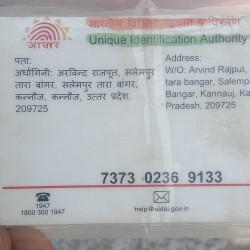 भारतीय विशिष्ट पहचान प्राधिकरण
Unique Identification Authority
आधार
पता:
अर्धांगिनी: अरविन्द राजपूत, सलेमपुर
तारा बांगर, सलेमपुर तारा बांगर,
कन्नौज, कन्नौज, उत्तर प्रदेश,
209725
Address:
W/O: Arvind Rajput,
tara bangar, Salemp
Bangar, Kannauj, Ka
Pradesh, 209725
7373 0236 9133
1947
1800 300 1947
help@uidai.gov.in